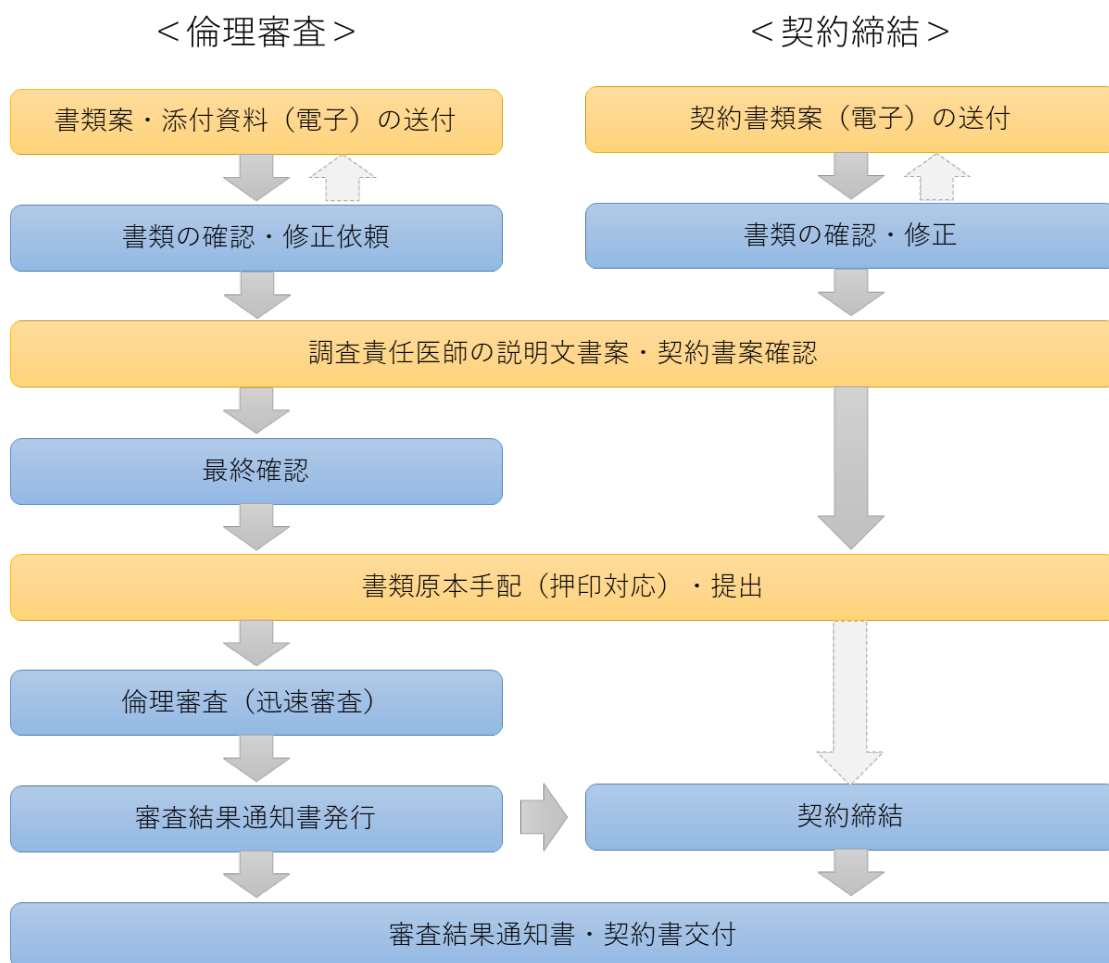 ＜倫理審査＞
＜契約締結＞
書類案・添付資料（電子）の送付
契約書類案（電子）の送付
書類の確認・修正依頼
書類の確認・修正
調査責任医師の説明文書案・契約書案確認
最終確認
書類原本手配（押印対応）・提出
倫理審査（迅速審査）
審査結果通知書発行
契約締結
審査結果通知書・契約書交付